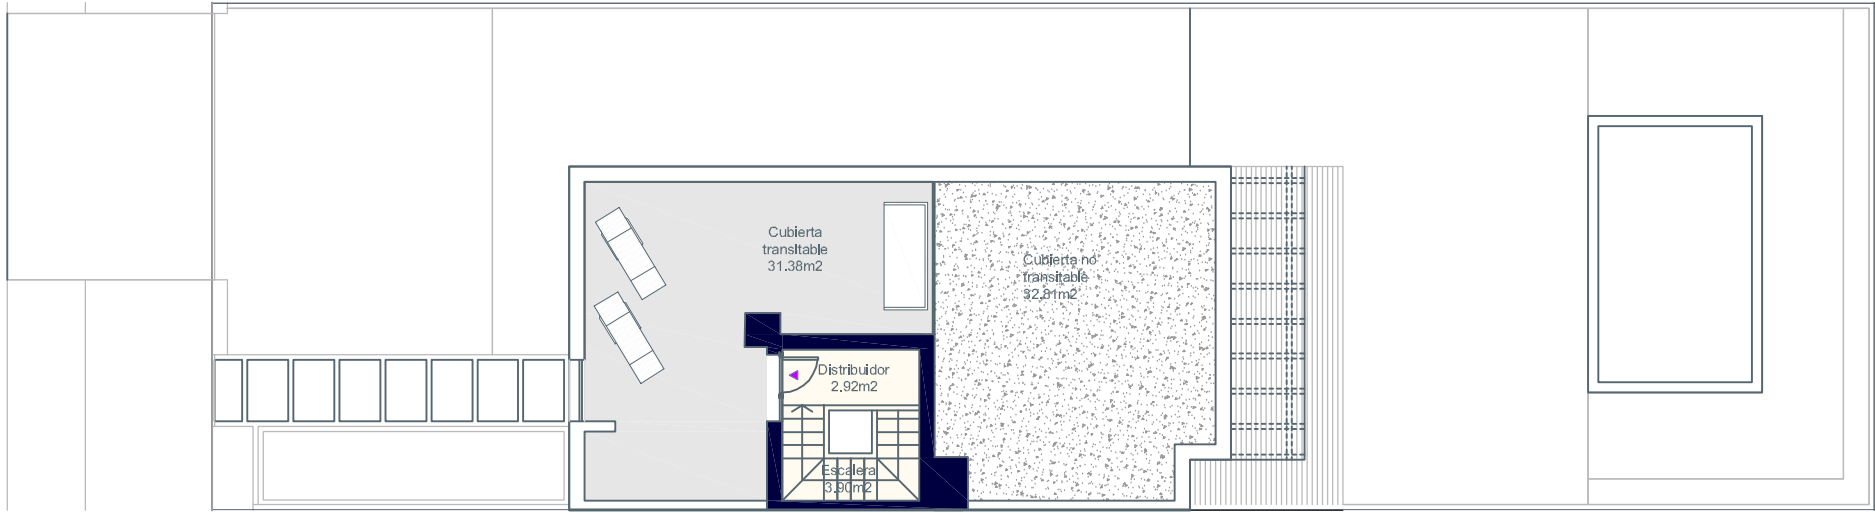 Cubierta
transitable
31.38m2
Cubierta no
transitable
32.81m2
Distribuidor
2.92m2
Escalera
3.90m2